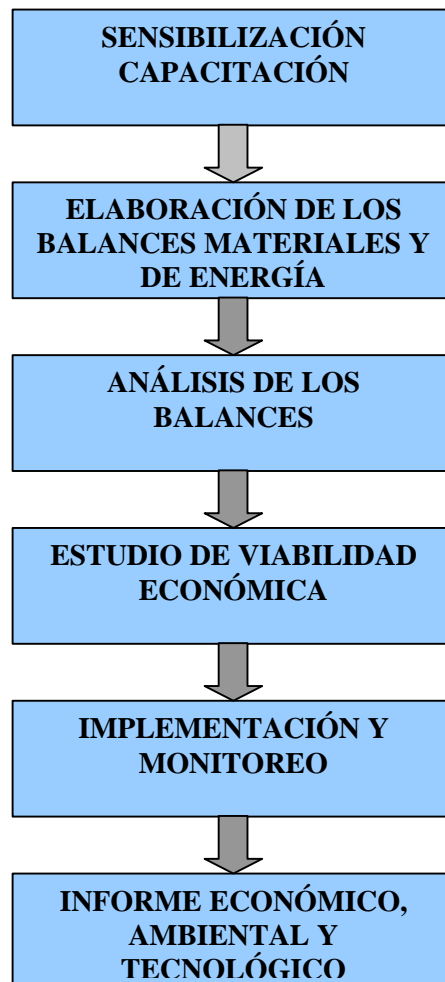 SENSIBILIZACIÓN
CAPACITACIÓN
ELABORACIÓN DE LOS
BALANCES MATERIALES Y
DE ENERGÍA
ANÁLISIS DE LOS
BALANCES
ESTUDIO DE VIABILIDAD
ECONÓMICA
IMPLEMENTACIÓN Y
MONITOREO
INFORME ECONÓMICO,
AMBIENTAL Y
TECNOLÓGICO